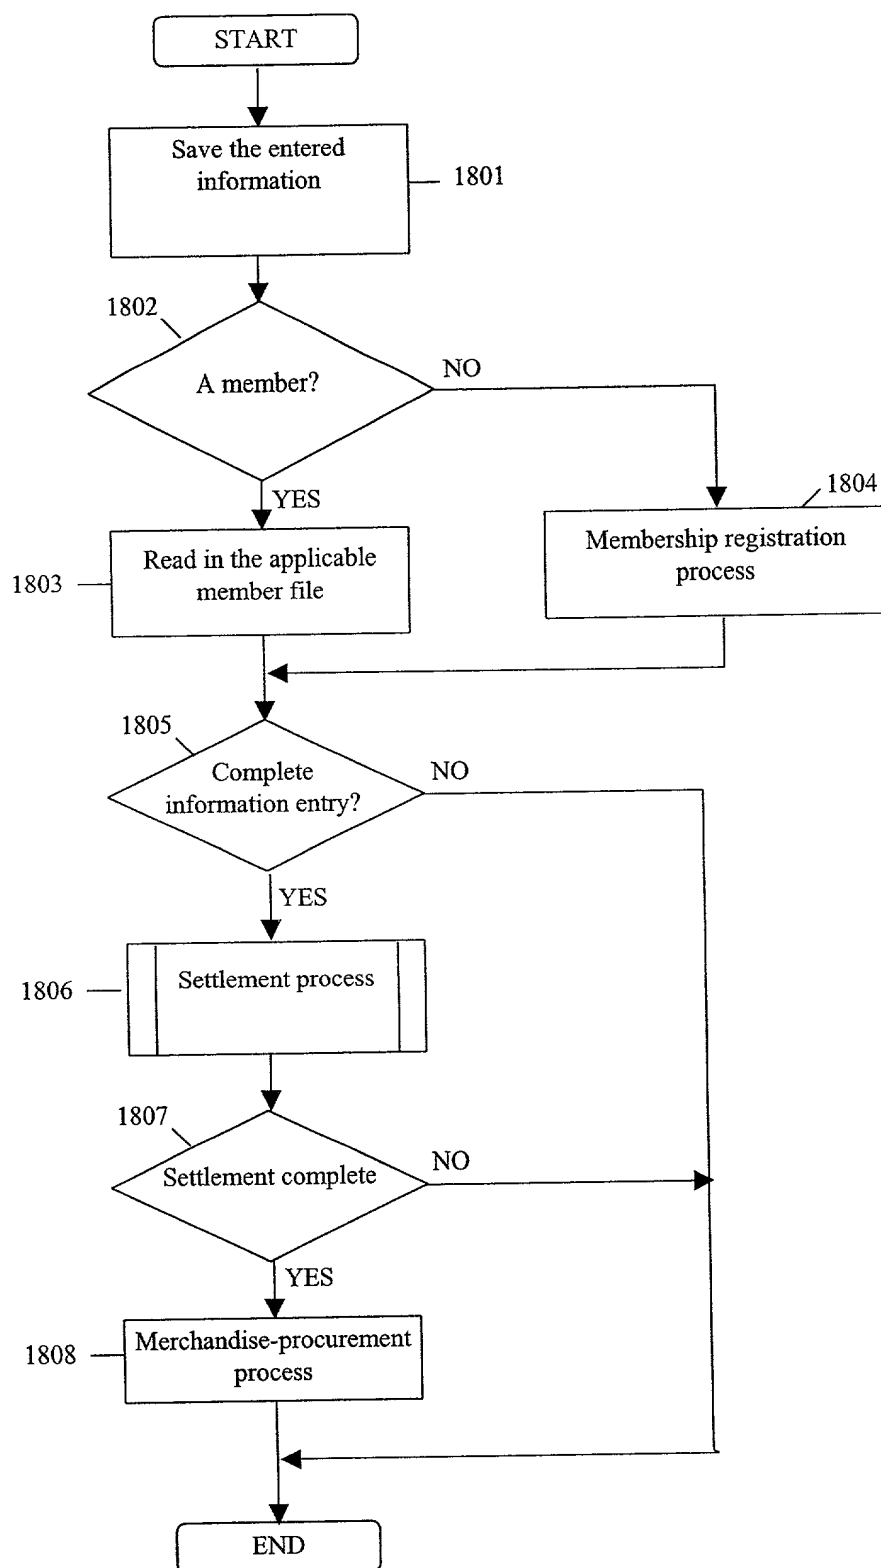 START
Save the entered
information
1801
1802
A member?
NO
YES
1804
Read in the applicable
member file
1803
Membership registration
process
1805
Complete
information entry?
NO
YES
Settlement process
1806
1807
Settlement complete
NO
YES
Merchandise-procurement
process
1808
END